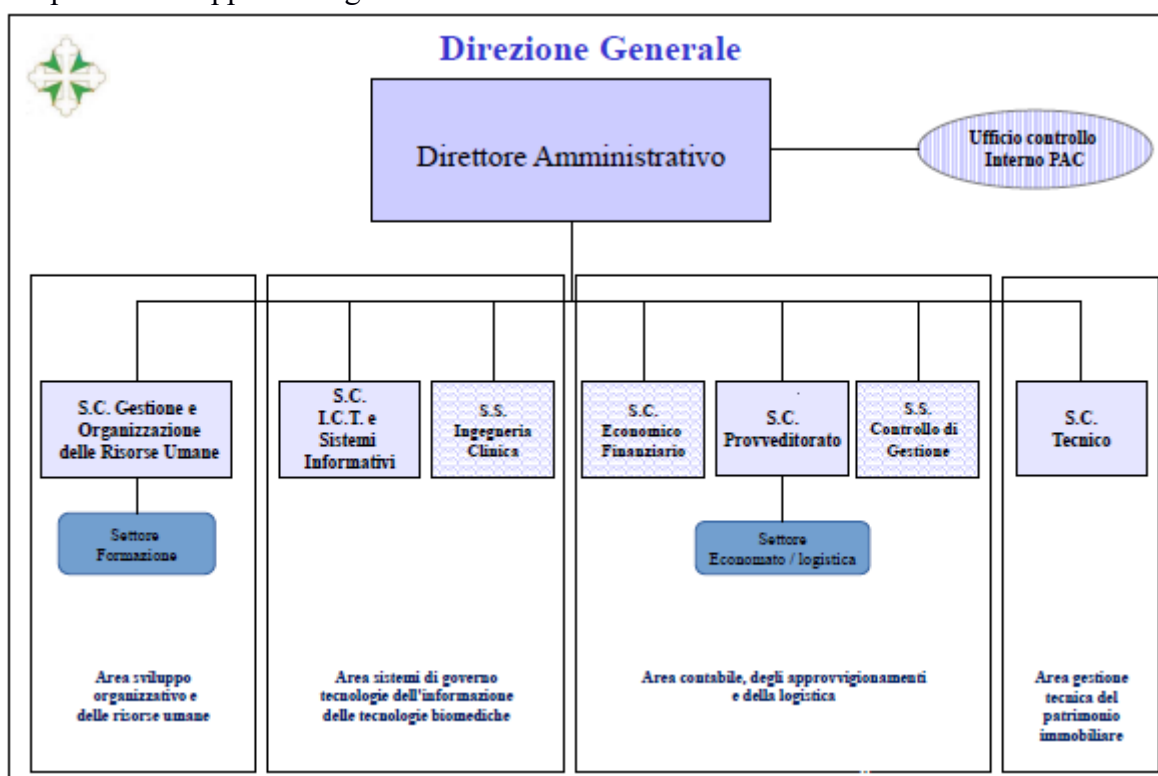 Direzione Generale
Direttore Amministrativo
Ufficio controllo
Interno PAC
S.C. Gestione e
Organizzazione
delle Risorse Umane
S.C.
I.C.T. e
Sistemi
Informativi
S.S.
Ingegneria
Clinica
S.C.
Economico
Finanziario
S.C.
Provveditorato
S.S.
Controllo di
Gestione
S.C.
Tecnico
Settore
Formazione
Settore
Economato / logistica
Area sviluppo
organizzativo e
delle risorse umane
Area sistemi di governo
tecnologie dell'informazione
delle tecnologie biomediche
Area contabile, degli approvvigionamenti
e della logistica
Area gestione
tecnica del
patrimonio
immobiliare